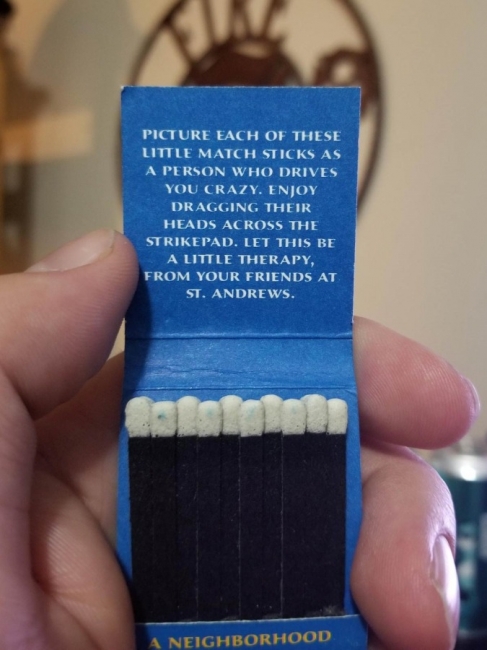 FIRE
PICTURE EACH OF THESE
LITTLE MATCH STICKS AS
A PERSON WHO DRIVES
YOU CRAZY. ENJOY
DRAGGING THEIR
HEADS ACROSS THE
STRIKEPAD. LET THIS BE
A LITTLE THERAPY,
FROM YOUR FRIENDS AT
ST. ANDREWS.
A NEIGHBORHOOD